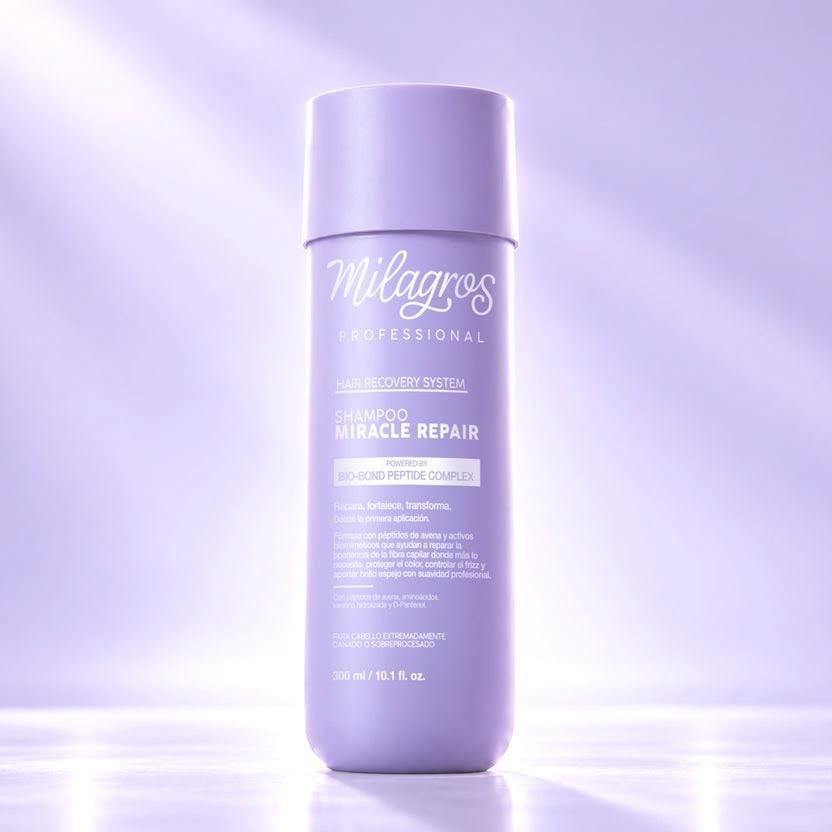 Milagros
PROFESSIONAL
HAIR RECOVERY SYSTEM
SHAMPOO
MIRACLE REPAIR
POWERED BY
BIO-BOND PEPTIDE COMPLEX
Repara, fortalece, transforma.
Desde la primera aplicación.
Fórmula con péptidos de avena y activos
biomiméticos que ayudan a reparar la
apariencia de la fibra capilar donde más lo
necesita, proteger el color, controlar el frizz y
aportar brillo espejo con suavidad profesional.
Con péptidos de avena, aminoácidos,
keratina hidrolizada y D-Pantenol.
PARA CABELLO EXTREMADAMENTE
DAÑADO O SOBREPROCESADO
300 ml / 10.1 fl. oz.